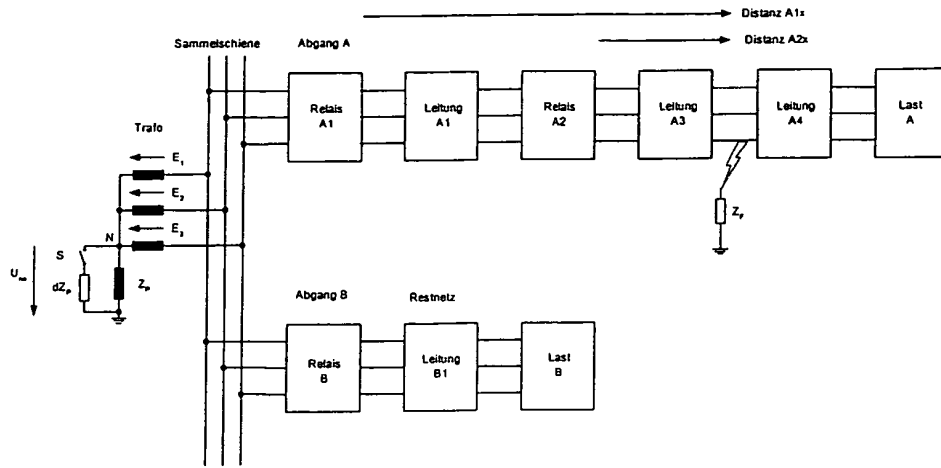 Distanz A1x
Distanz A2x
Sammelschiene
Abgang A
Relais
A1
Leitung
A1
Relais
A2
Leitung
A3
Leitung
A4
Last
A
Trafo
E1
E2
E3
N
S
dZP
ZP
ZF
Abgang B
Restnetz
Relais
B
Leitung
B1
Last
B